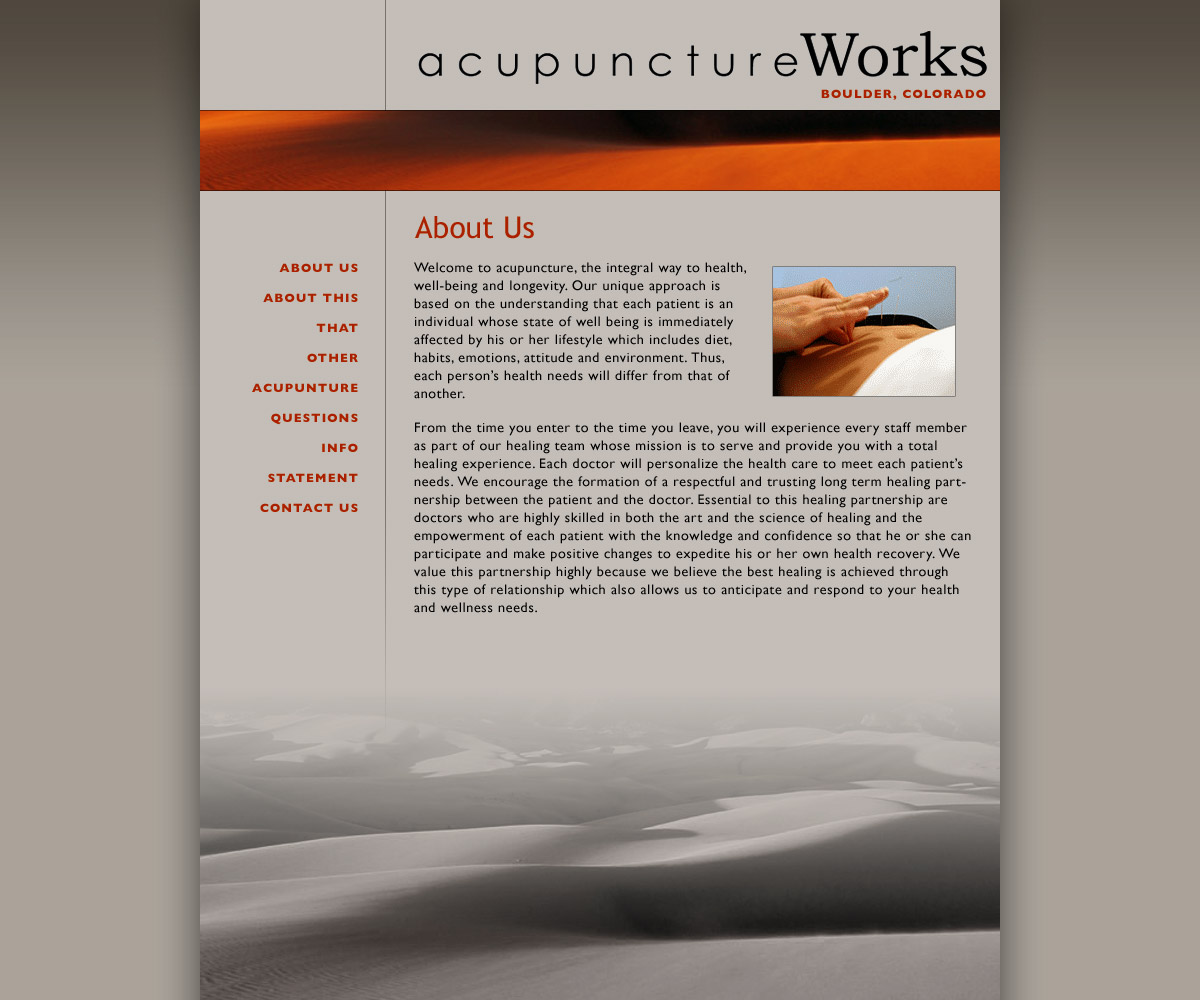 acupunctureWorks
BOULDER, COLORADO
About Us
ABOUT US
ABOUT THIS
THAT
OTHER
ACUPUNTURE
QUESTIONS
INFO
STATEMENT
CONTACT US
Welcome to acupuncture, the integral way to health,
well-being and longevity. Our unique approach is
based on the understanding that each patient is an
individual whose state of well being is immediately
affected by his or her lifestyle which includes diet,
habits, emotions, attitude and environment. Thus,
each person’s health needs will differ from that of
another.
From the time you enter to the time you leave, you will experience every staff member
as part of our healing team whose mission is to serve and provide you with a total
healing experience. Each doctor will personalize the health care to meet each patient’s
needs. We encourage the formation of a respectful and trusting long term healing part-
nership between the patient and the doctor. Essential to this healing partnership are
doctors who are highly skilled in both the art and the science of healing and the
empowerment of each patient with the knowledge and confidence so that he or she can
participate and make positive changes to expedite his or her own health recovery. We
value this partnership highly because we believe the best healing is achieved through
this type of relationship which also allows us to anticipate and respond to your health
and wellness needs.